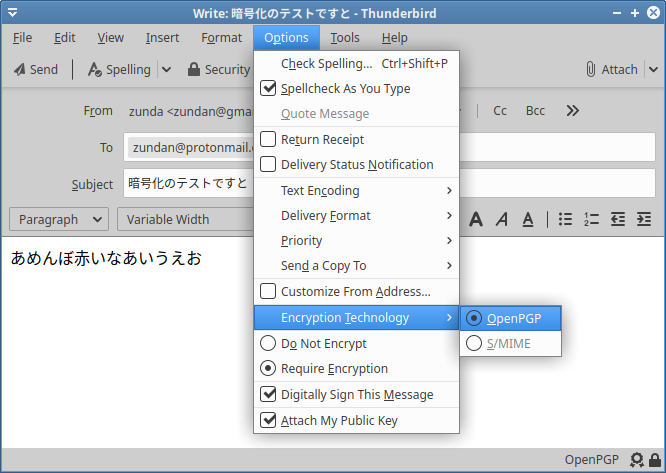 Write: 暗号化のテストですと - Thunderbird
File Edit View Insert Format Options Tools Help
Send Spelling Security Attach
From zunda <zundan@gma Cc Bcc
To zundan@protonmail.
Subject 暗号化のテストですと
Paragraph Variable Width A A A
あめんぼ赤いなあいうえお
Check Spelling... Ctrl+Shift+P
Spellcheck As You Type
Quote Message
Return Receipt
Delivery Status Notification
Text Encoding
Delivery Format
Priority
Send a Copy To
Customize From Address...
Encryption Technology
OpenPGP
S/MIME
Do Not Encrypt
Require Encryption
Digitally Sign This Message
Attach My Public Key
OpenPGP